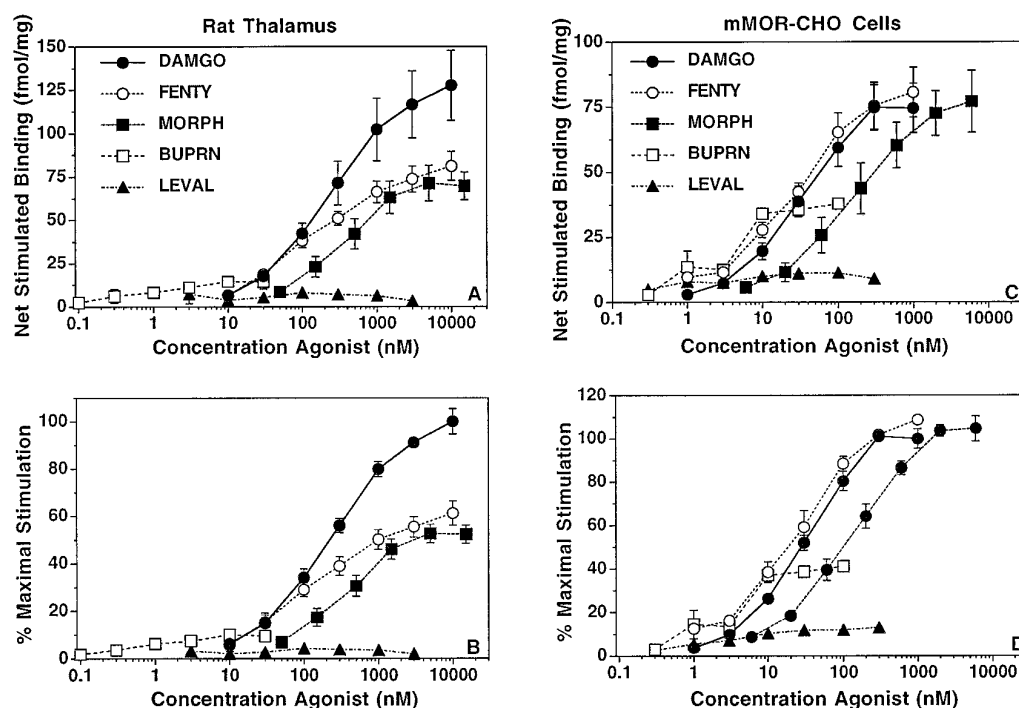 Rat Thalamus
Net Stimulated Binding (fmol/mg)
150
125
100
75
50
25
0
DAMGO
FENTY
MORPH
BUPRN
LEVAL
A
0.1 1 10 100 1000 10000
Concentration Agonist (nM)
mMOR-CHO Cells
Net Stimulated Binding (fmol/mg)
100
75
50
25
0
DAMGO
FENTY
MORPH
BUPRN
LEVAL
C
0.1 1 10 100 1000 10000
Concentration Agonist (nM)
% Maximal Stimulation
100
80
60
40
20
0
B
0.1 1 10 100 1000 10000
Concentration Agonist (nM)
% Maximal Stimulation
120
100
80
60
40
20
0
0.1 1 10 100 1000 10000
Concentration Agonist (nM)